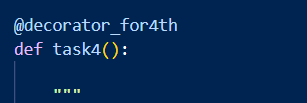 @decorator_for4th
def task4():
"""